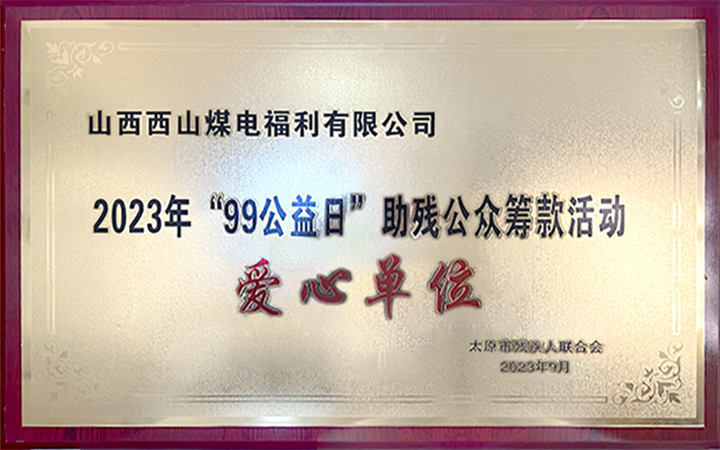 山西西山煤电福利有限公司
2023年“99公益日”助残公众筹款活动
爱心单位
太原市残疾人联合会
2023年9月